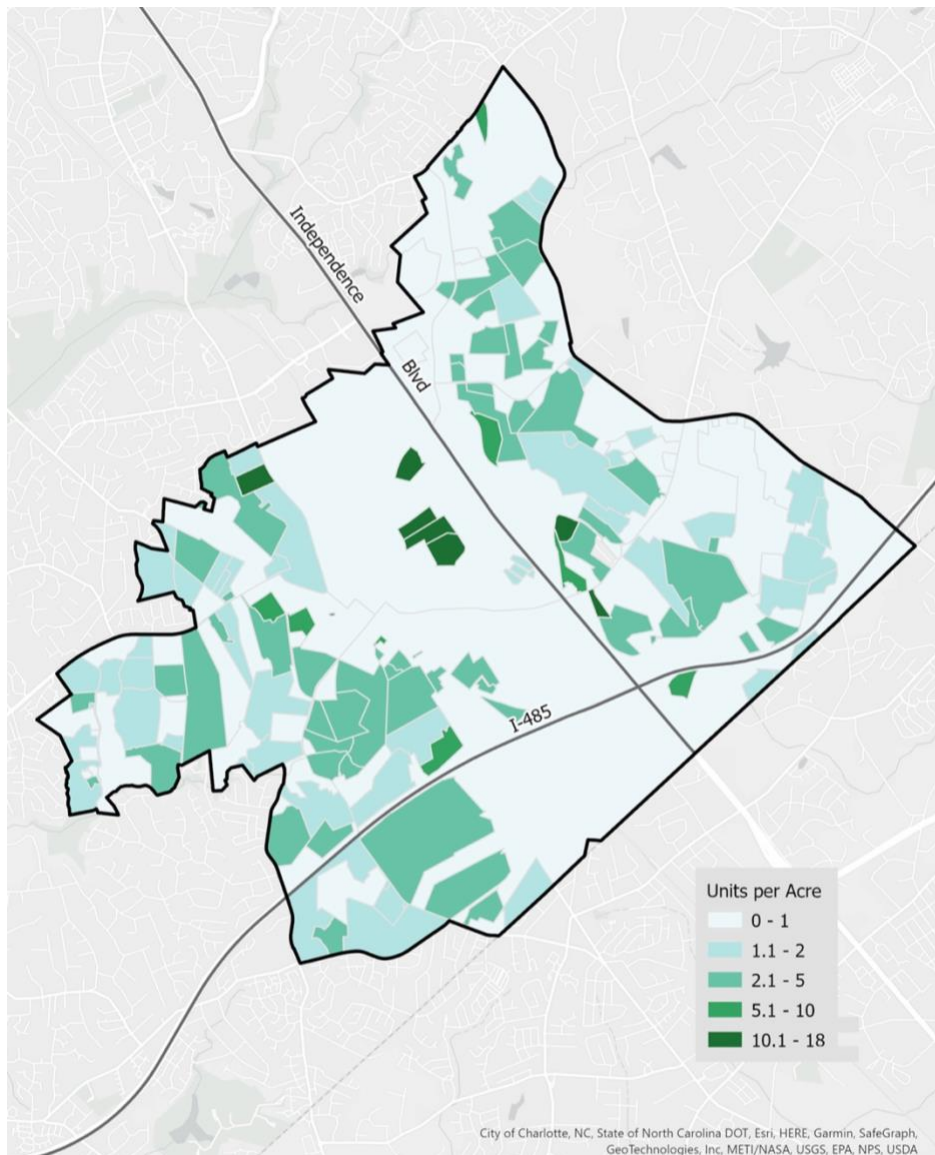 Independence
Blvd
I-485
Units per Acre
0 - 1
1.1 - 2
2.1 - 5
5.1 - 10
10.1 - 18
City of Charlotte, NC, State of North Carolina DOT, Esri, HERE, Garmin, SafeGraph,
GeoTechnologies, Inc, METI/NASA, USGS, EPA, NPS, USDA